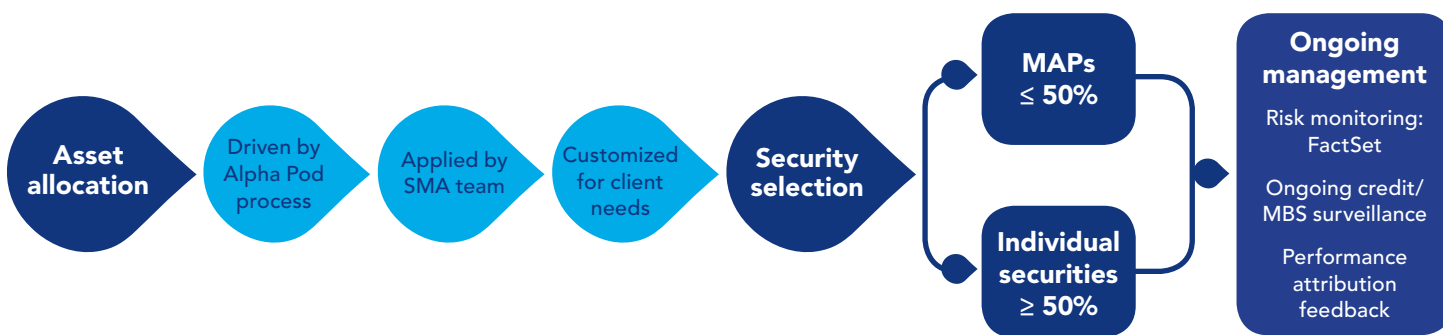 Asset
allocation
Driven by
Alpha Pod
process
Applied by
SMA team
Customized
for client
needs
Security
selection
MAPs
≤ 50%
Individual
securities
≥ 50%
Ongoing
management
Risk monitoring:
FactSet
Ongoing credit/
MBS surveillance
Performance
attribution
feedback